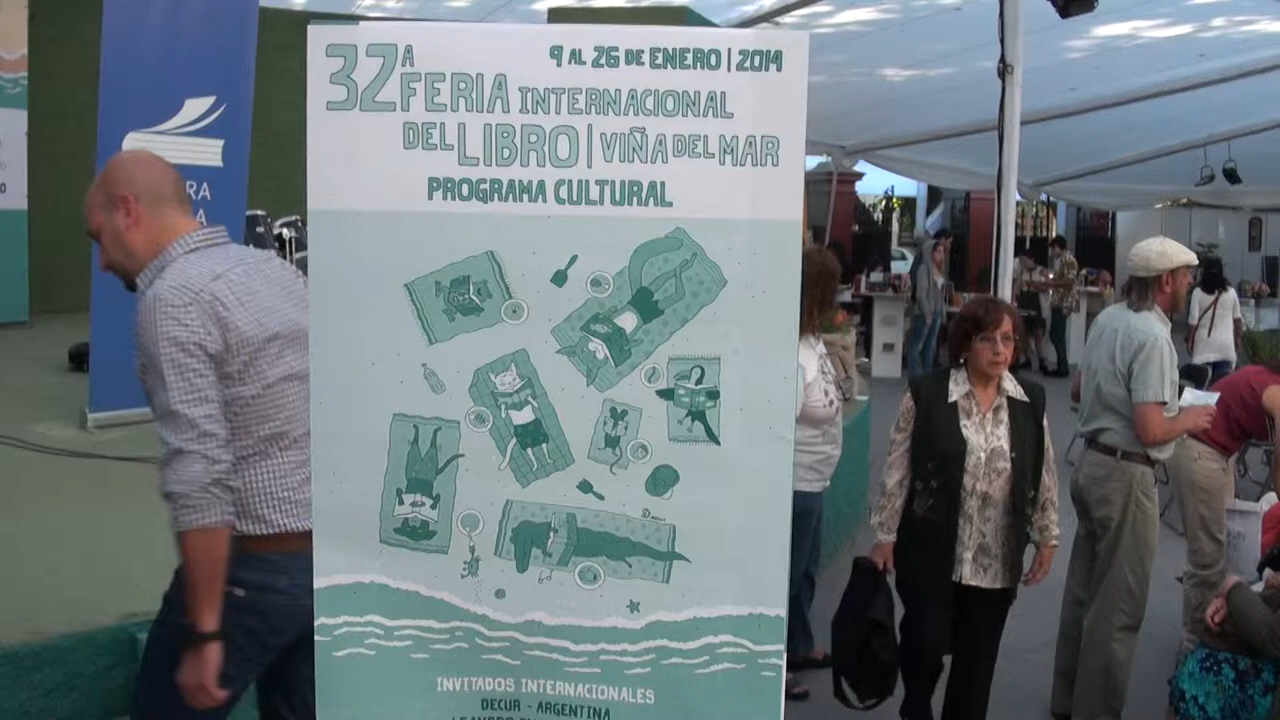 9 AL 26 DE ENERO | 2014
32A FERIA INTERNACIONAL
DEL LIBRO | VIÑA DEL MAR
PROGRAMA CULTURAL
INVITADOS INTERNACIONALES
DECUR - ARGENTINA